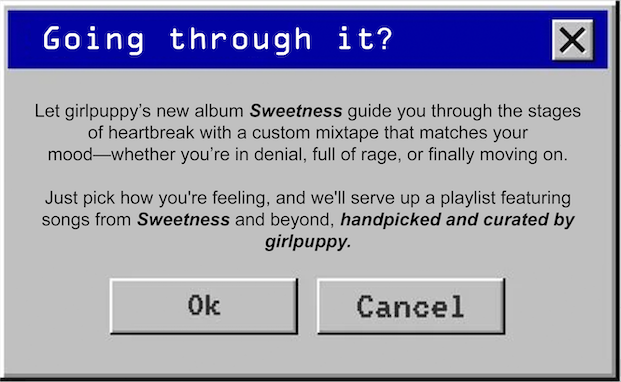 Going through it?
Let girlpuppy’s new album Sweetness guide you through the stages
of heartbreak with a custom mixtape that matches your
mood—whether you’re in denial, full of rage, or finally moving on.
Just pick how you're feeling, and we'll serve up a playlist featuring
songs from Sweetness and beyond, handpicked and curated by
girlpuppy.
Ok Cancel